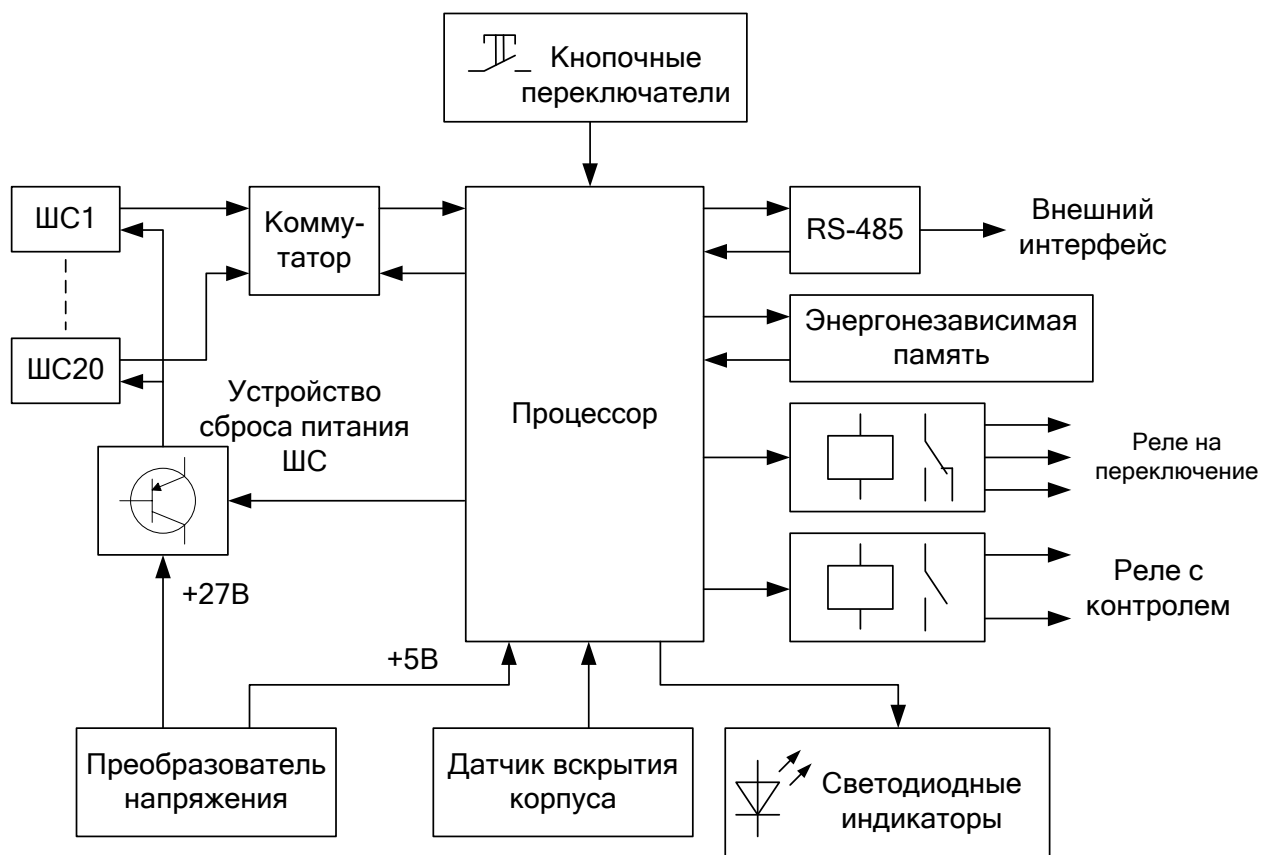 Кнопочные
переключатели
ШС1
Комму-
татор
RS-485
Внешний
интерфейс
Энергонезависимая
память
ШС20
Устройство
сброса питания
ШС
Процессор
Реле на
переключение
+27В
Реле с
контролем
+5В
Преобразователь
напряжения
Датчик вскрытия
корпуса
Светодиодные
индикаторы